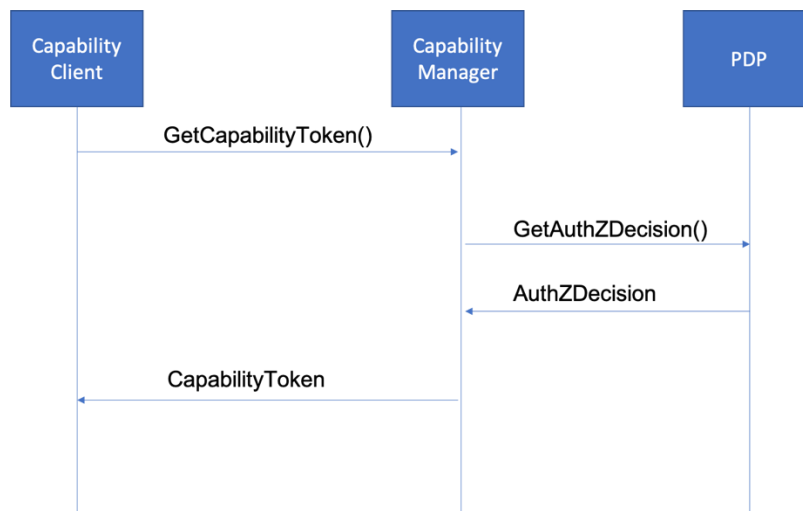 Capability
Client
Capability
Manager
PDP
GetCapabilityToken()
GetAuthZDecision()
AuthZDecision
CapabilityToken